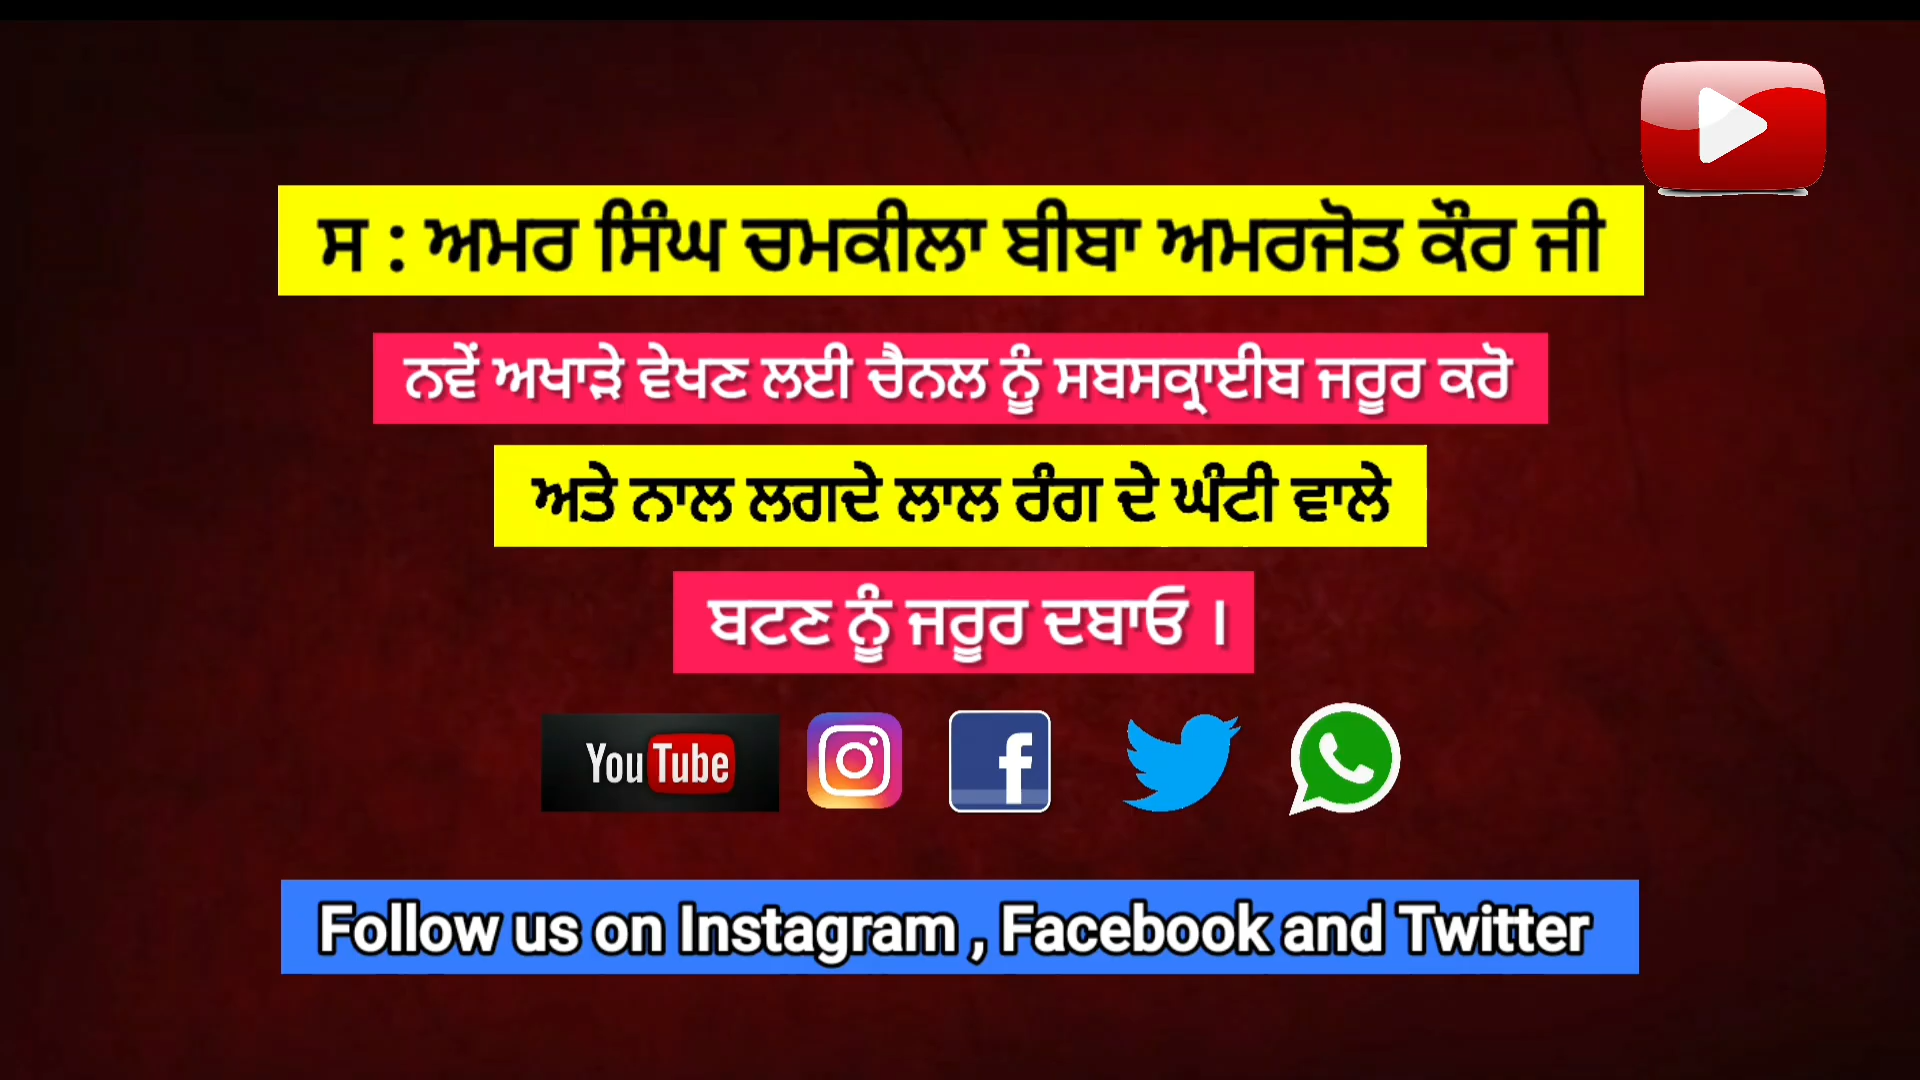 ਸ : ਅਮਰ ਸਿੰਘ ਚਮਕੀਲਾ ਬੀਬਾ ਅਮਰਜੋਤ ਕੌਰ ਜੀ
ਨਵੇਂ ਅਖਾੜੇ ਵੇਖਣ ਲਈ ਚੈਨਲ ਨੂੰ ਸਬਸਕ੍ਰਾਈਬ ਜਰੂਰ ਕਰੋ
ਅਤੇ ਨਾਲ ਲਗਦੇ ਲਾਲ ਰੰਗ ਦੇ ਘੰਟੀ ਵਾਲੇ
ਬਟਣ ਨੂੰ ਜਰੂਰ ਦਬਾਓ ।
YouTube
Follow us on Instagram , Facebook and Twitter